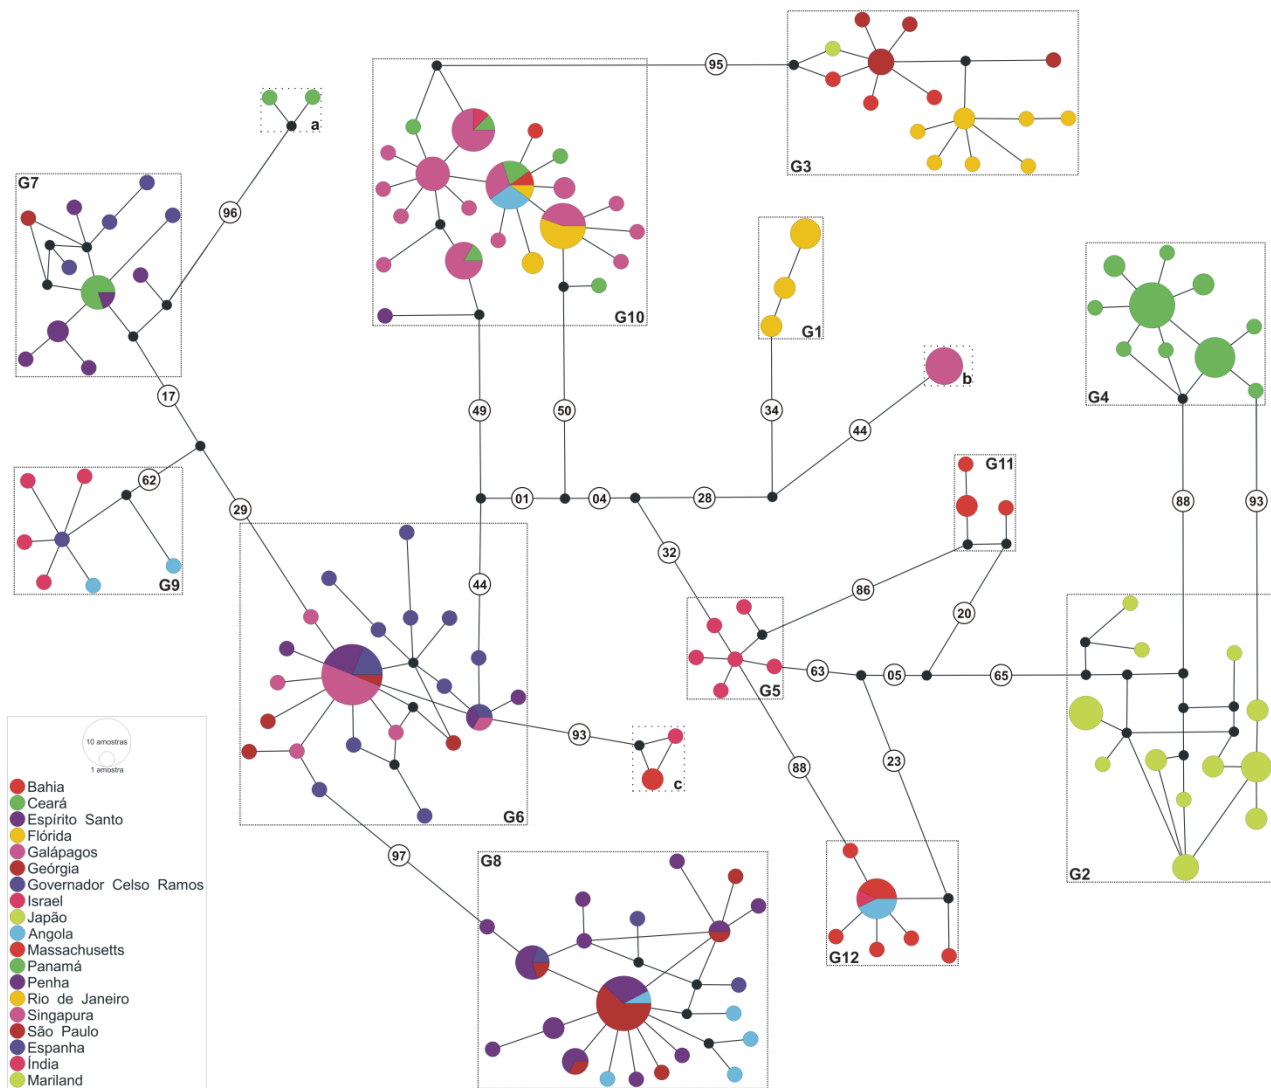 95
G3
a
G7
96
G10
G1
G4
b
17
49
50
34
44
G11
62
29
01
04
28
88
93
G9
32
86
20
44
G5
63
05
65
93
c
88
23
G6
G2
97
G8
G12
10 amostras
1 amostra
Bahia
Ceará
Espírito Santo
Flórida
Galápagos
Geórgia
Governador Celso Ramos
Israel
Japão
Angola
Massachusetts
Panamá
Penha
Rio de Janeiro
Singapura
São Paulo
Espanha
Índia
Mariland